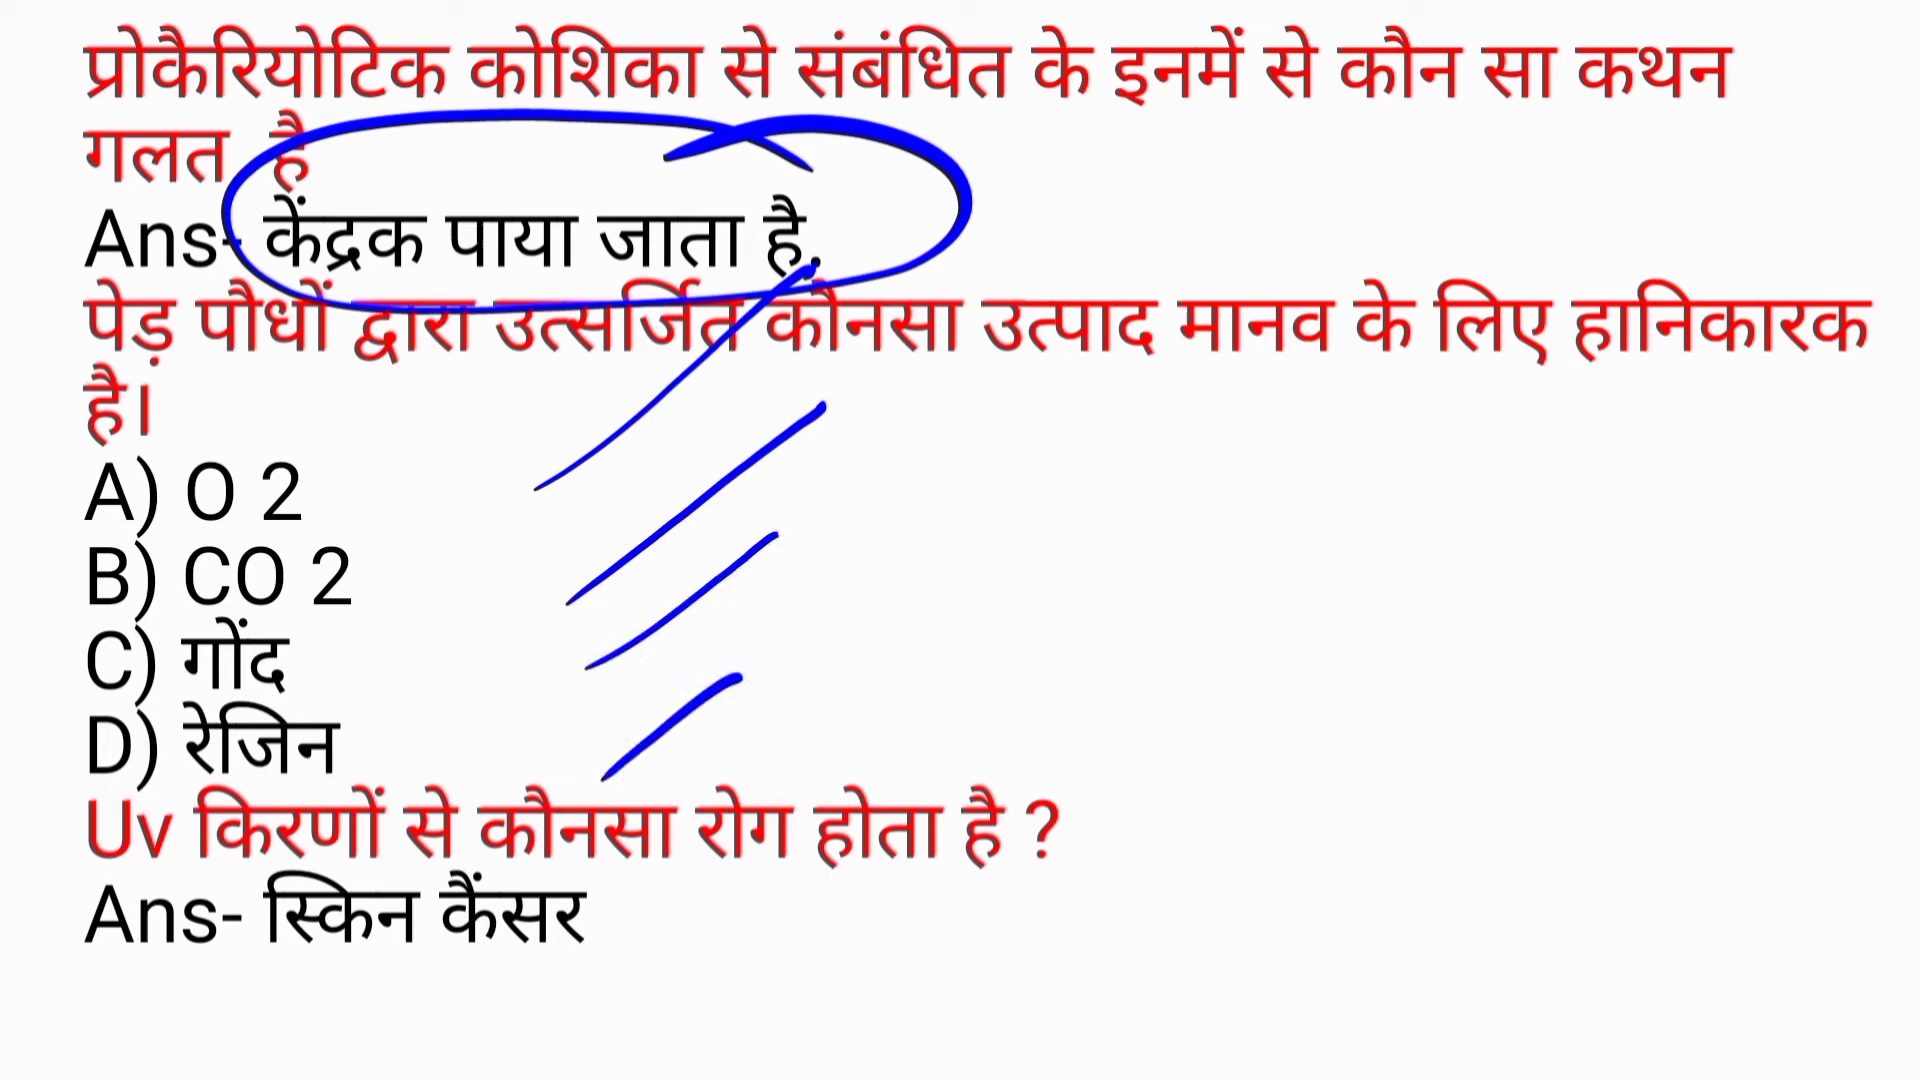 प्रोकैरियोटिक कोशिका से संबंधित के इनमें से कौन सा कथन
गलत है
Ans- केंद्रक पाया जाता है.
पेड़ पौधों द्वारा उत्सर्जित कौनसा उत्पाद मानव के लिए हानिकारक
है।
A) O 2
B) CO 2
C) गोंद
D) रेजिन
Uv किरणों से कौनसा रोग होता है ?
Ans- स्किन कैंसर